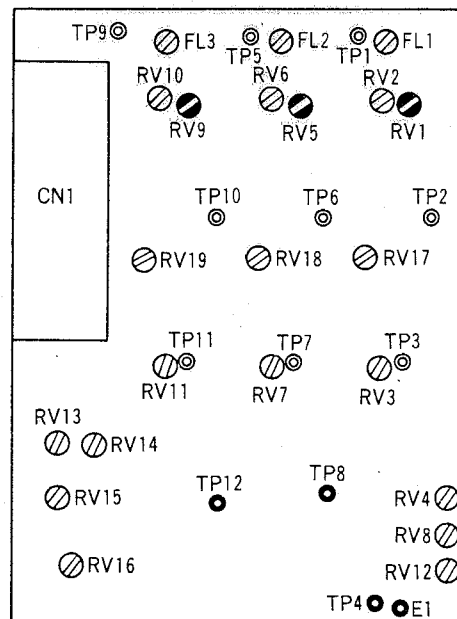 TP9 FL3 TP5 FL2 TP1 FL1
RV10 RV6 RV2
RV9 RV5 RV1
CN1 TP10 TP6 TP2
RV19 RV18 RV17
TP11 TP7 TP3
RV11 RV7 RV3
RV13
RV14
RV15 TP12 TP8 RV4
RV8
RV16 RV12
TP4 E1